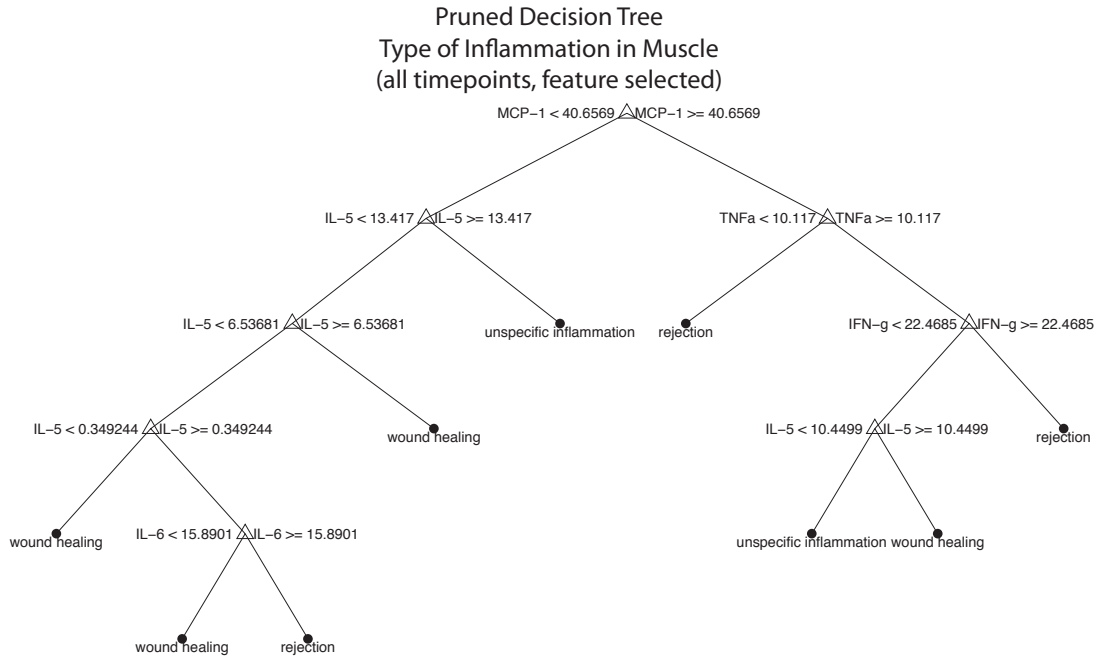 Pruned Decision Tree
Type of Inflammation in Muscle
(all timepoints, feature selected)
MCP−1 < 40.6569 MCP−1 >= 40.6569
IL−5 < 13.417 IL−5 >= 13.417
TNFa < 10.117 TNFa >= 10.117
IL−5 < 6.53681 IL−5 >= 6.53681
unspecific inflammation
rejection
IFN−g < 22.4685 IFN−g >= 22.4685
IL−5 < 0.349244 IL−5 >= 0.349244
wound healing
IL−5 < 10.4499 IL−5 >= 10.4499
rejection
wound healing
IL−6 < 15.8901 IL−6 >= 15.8901
unspecific inflammation
wound healing
wound healing
rejection